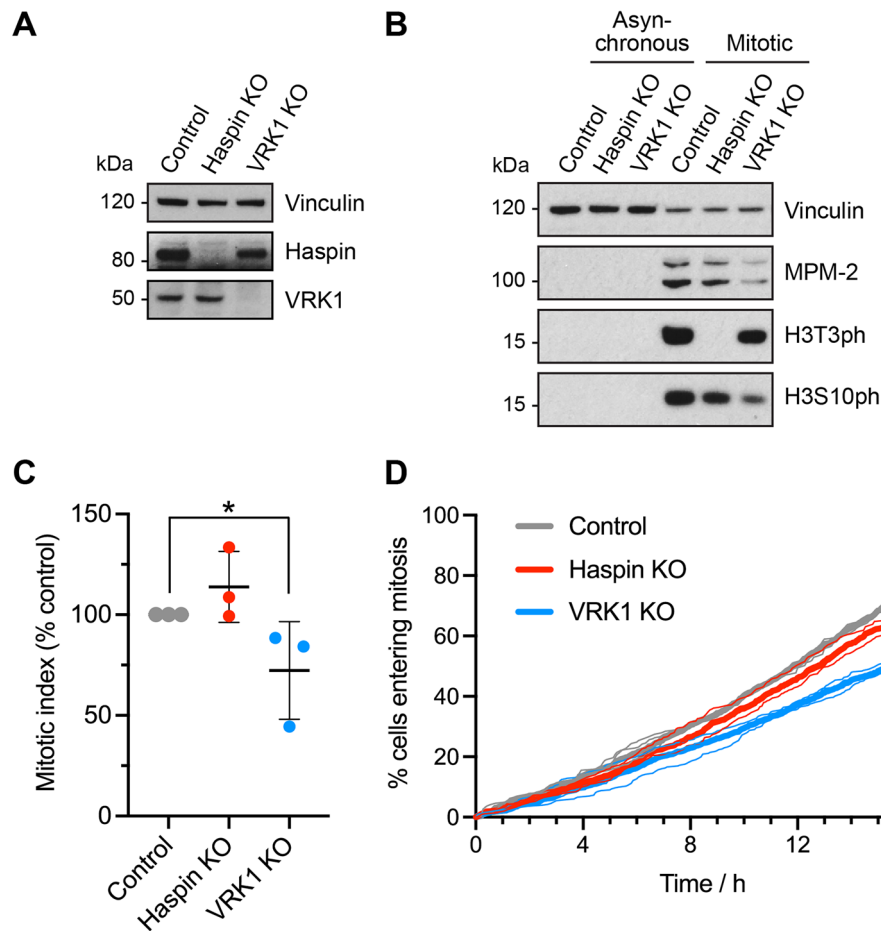 A
kDa
Control
Haspin KO
VRK1 KO
120
Vinculin
80
Haspin
50
VRK1
B
Asyn-
chronous
Mitotic
kDa
Control
Haspin KO
VRK1 KO
Control
Haspin KO
VRK1 KO
120
Vinculin
100
MPM-2
15
H3T3ph
15
H3S10ph
C
Mitotic index (% control)
150
100
50
0
*
Control
Haspin KO
VRK1 KO
D
% cells entering mitosis
100
80
60
40
20
0
Control
Haspin KO
VRK1 KO
0
4
8
12
Time / h